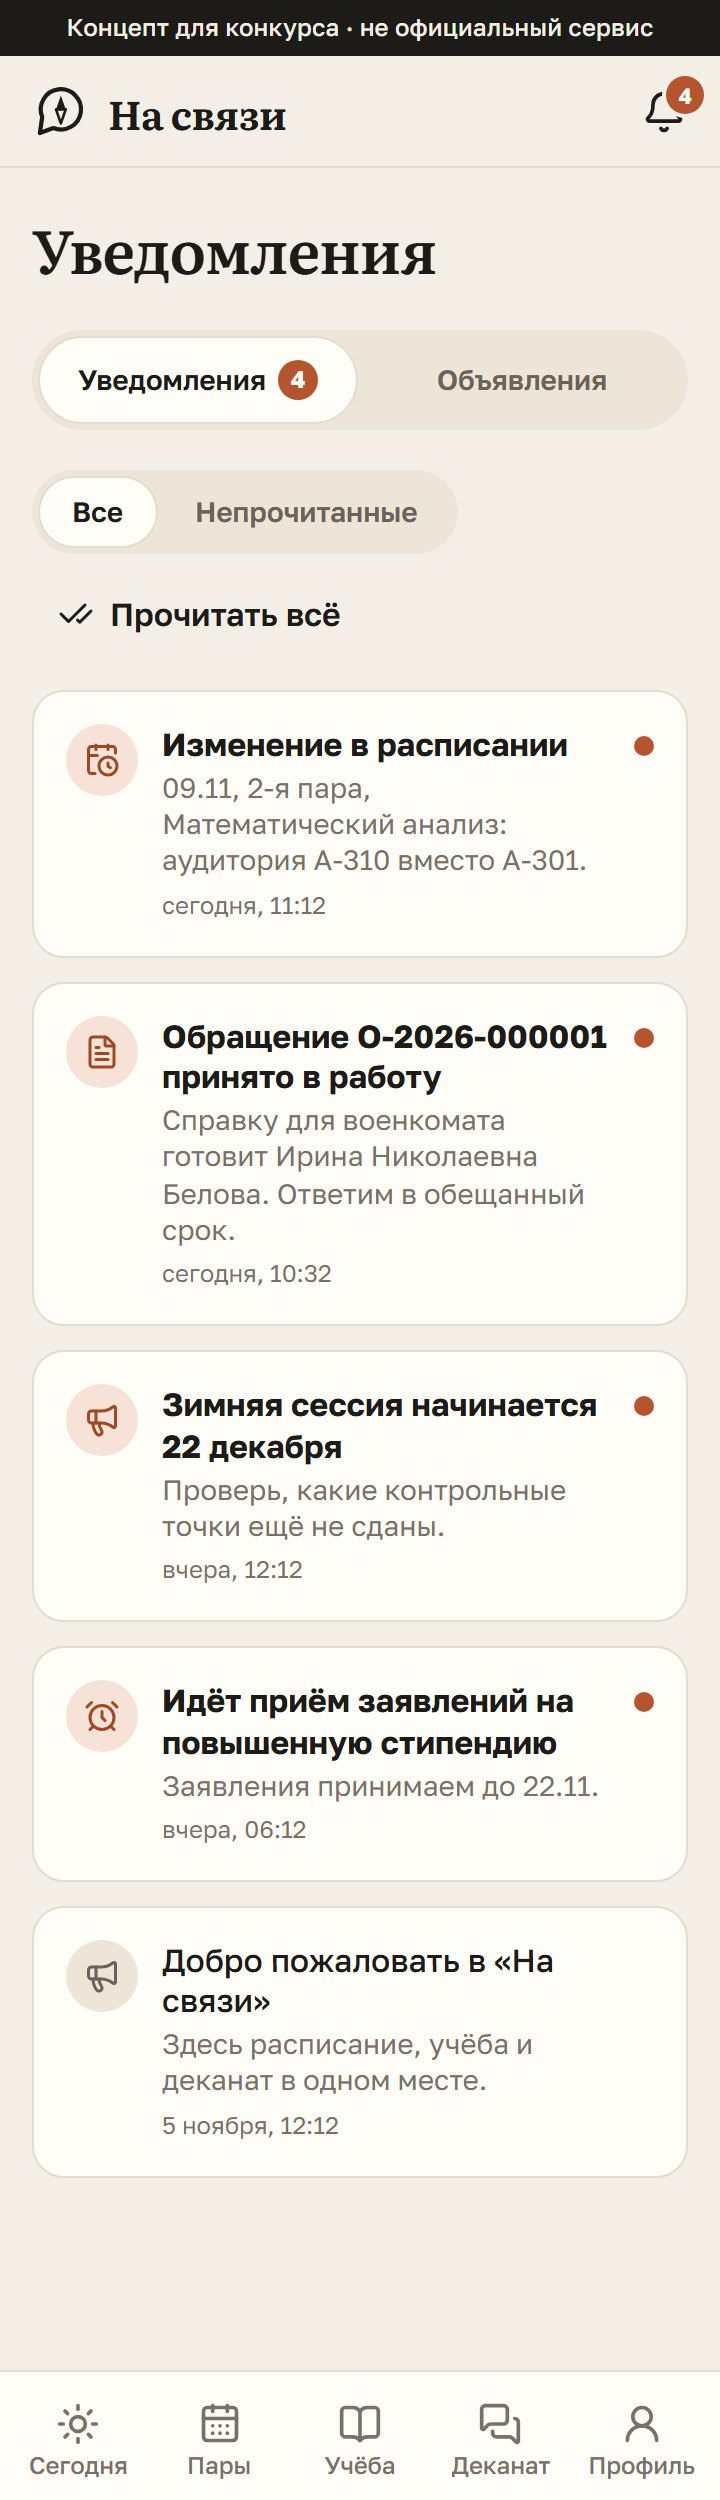 Концепт для конкурса · не официальный сервис
На связи
4
Уведомления
Уведомления 4
Объявления
Все
Непрочитанные
Прочитать всё
Изменение в расписании
09.11, 2-я пара,
Математический анализ:
аудитория А-310 вместо А-301.
сегодня, 11:12
Обращение О-2026-000001
принято в работу
Справку для военкомата
готовит Ирина Николаевна
Белова. Ответим в обещанный
срок.
сегодня, 10:32
Зимняя сессия начинается
22 декабря
Проверь, какие контрольные
точки ещё не сданы.
вчера, 12:12
Идёт приём заявлений на
повышенную стипендию
Заявления принимаем до 22.11.
вчера, 06:12
Добро пожаловать в «На
связи»
Здесь расписание, учёба и
деканат в одном месте.
5 ноября, 12:12
Сегодня
Пары
Учёба
Деканат
Профиль